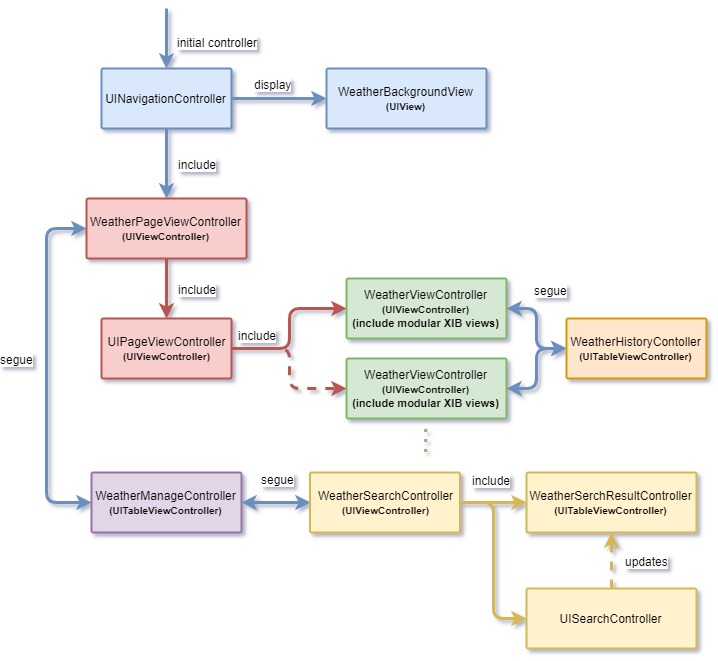 initial controller
UINavigationController
display
WeatherBackgroundView
(UIView)
include
WeatherPageViewController
(UIViewController)
include
UIPageViewController
(UIViewController)
include
WeatherViewController
(UIViewController)
(include modular XIB views)
segue
WeatherHistoryContoller
(UITableViewController)
WeatherViewController
(UIViewController)
(include modular XIB views)
segue
WeatherManageController
(UITableViewController)
segue
WeatherSearchController
(UIViewController)
include
WeatherSerchResultController
(UITableViewController)
updates
UISearchController